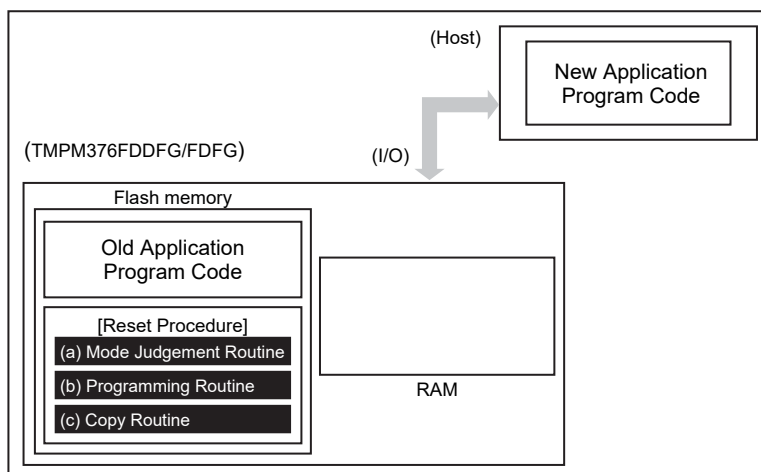 (Host)
New Application
Program Code
(TMPM376FDDFG/FDFG)
(I/O)
Flash memory
Old Application
Program Code
[Reset Procedure]
(a) Mode Judgement Routine
(b) Programming Routine
(c) Copy Routine
RAM